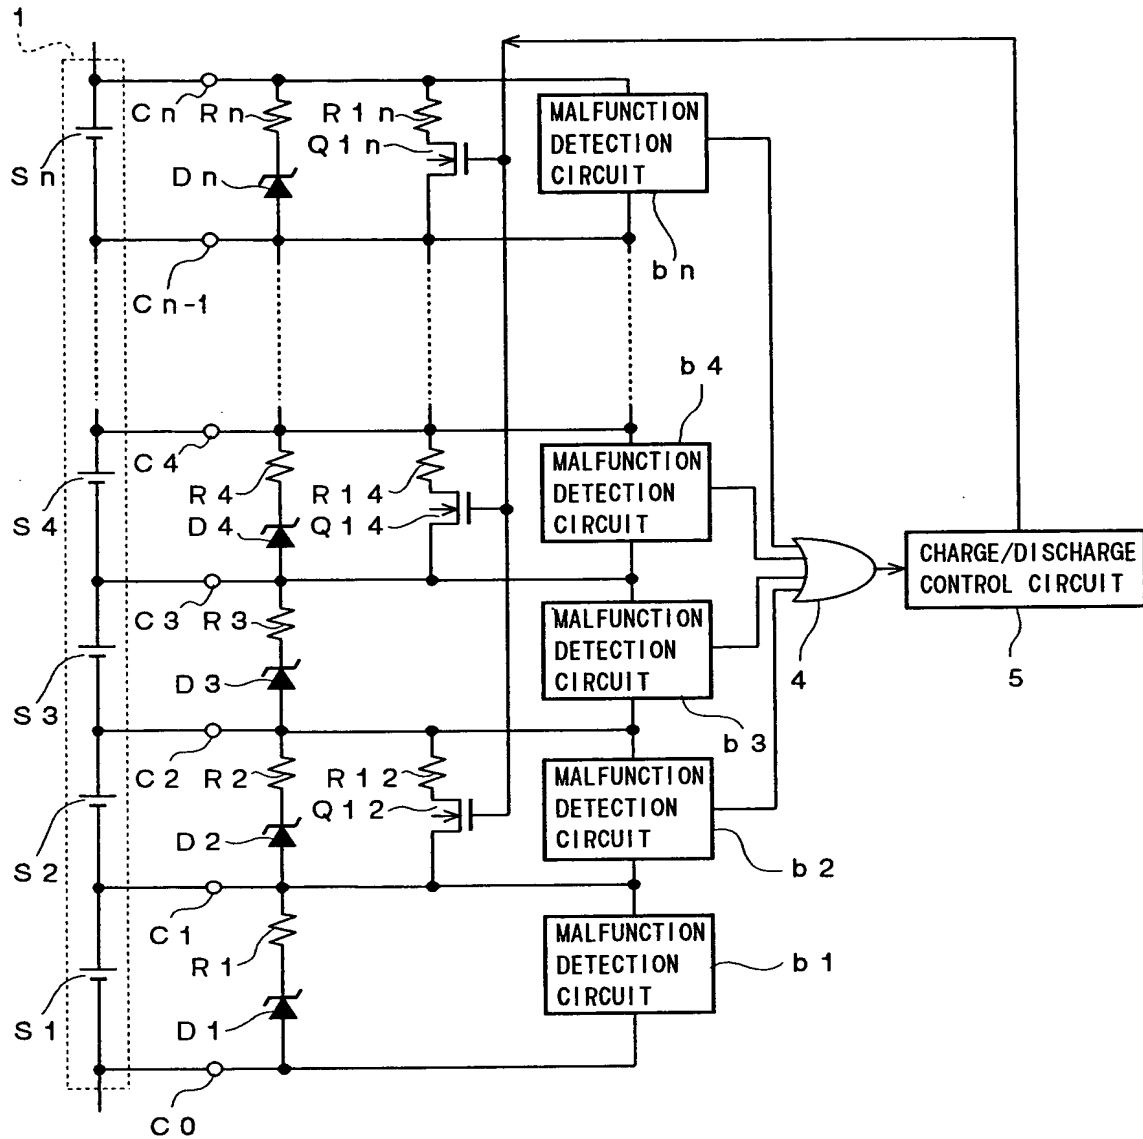 1
Cn
Rn
R1n
Q1n
Sn
Dn
MALFUNCTION
DETECTION
CIRCUIT
bn
Cn-1
b4
C4
R4
R14
S4
D4
Q14
MALFUNCTION
DETECTION
CIRCUIT
CHARGE/DISCHARGE
CONTROL CIRCUIT
4
5
C3
R3
S3
D3
MALFUNCTION
DETECTION
CIRCUIT
b3
C2
R2
R12
Q12
S2
D2
MALFUNCTION
DETECTION
CIRCUIT
b2
C1
R1
S1
D1
MALFUNCTION
DETECTION
CIRCUIT
b1
C0